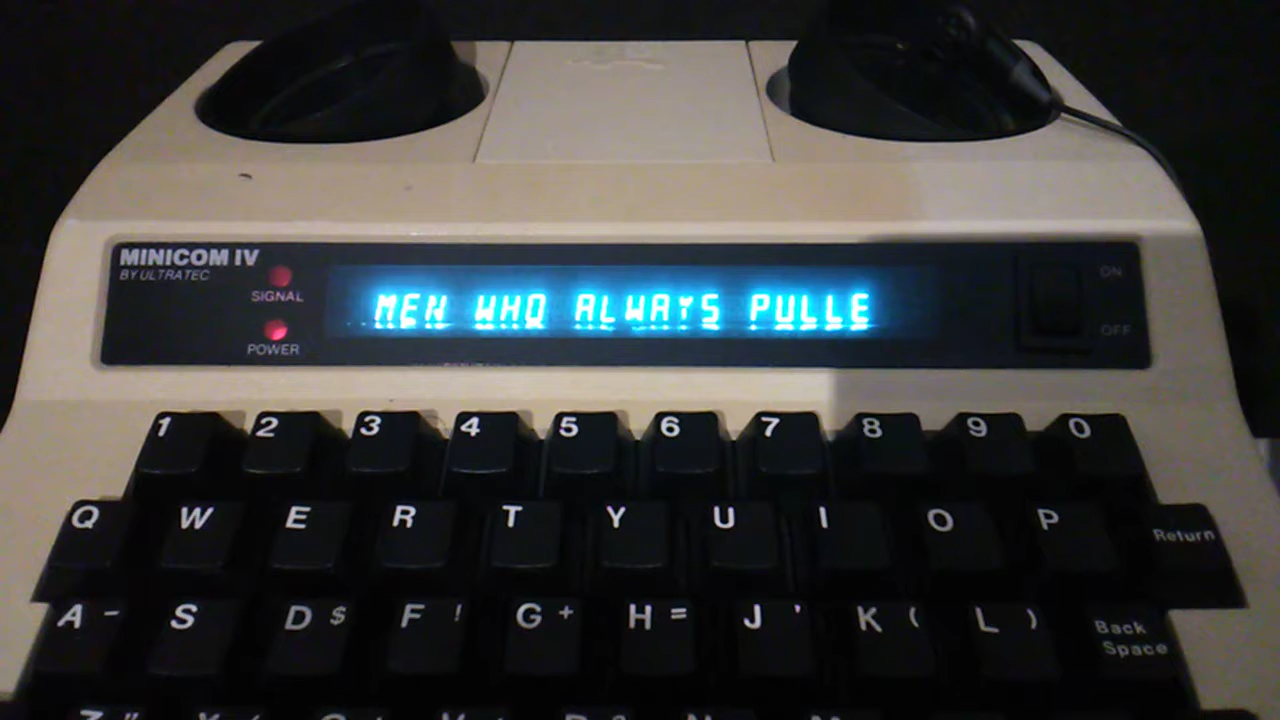 MINICOM IV
BY ULTRATEC
SIGNAL
POWER
MEN WHO ALWAYS PULLE
ON
OFF
1 2 3 4 5 6 7 8 9 0
Q W E R T Y U I O P Return
A - S D $ F ! G + H = J ' K ( L )
Back
Space